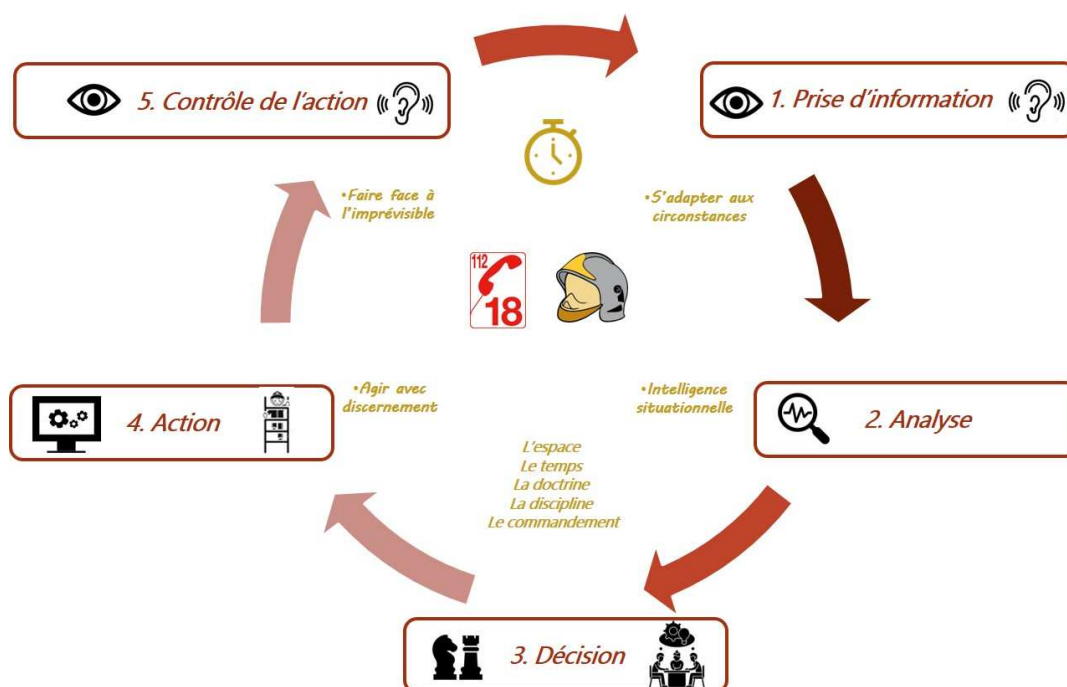 5. Contrôle de l'action
1. Prise d'information
•Faire face à
l'imprévisible
•S'adapter aux
circonstances
112
18
4. Action
•Agir avec
discernement
•Intelligence
situationnelle
2. Analyse
L'espace
Le temps
La doctrine
La discipline
Le commandement
3. Décision